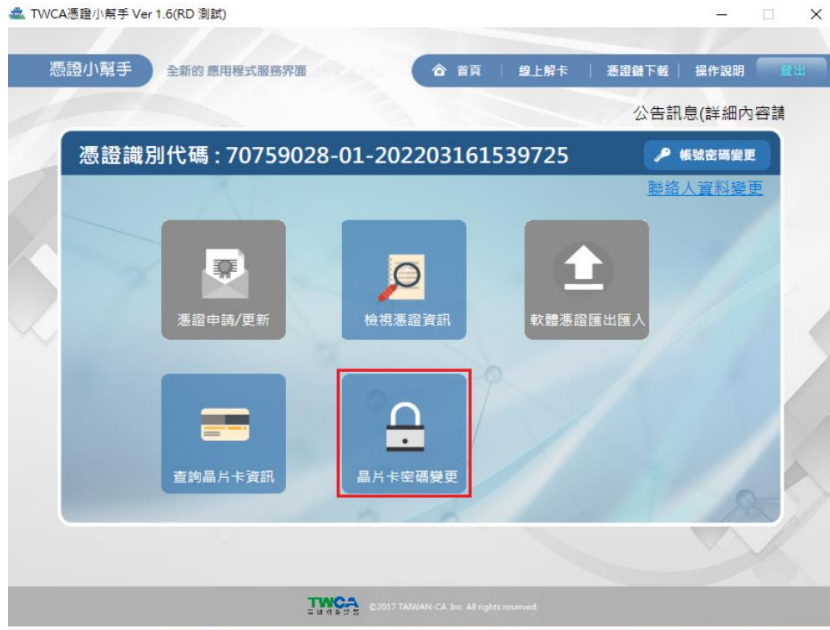 TWCA憑證小幫手 Ver 1.6(RD 測試)
憑證小幫手
全新的 應用程式服務界面
首頁
線上解卡
憑證鏈下載
操作說明
登出
公告訊息(詳細內容請
憑證識別代碼 : 70759028-01-202203161539725
帳號密碼變更
聯絡人資料變更
憑證申請/更新
檢視憑證資訊
軟體憑證匯出匯入
查詢晶片卡資訊
晶片卡密碼變更
TWCA
©2017 TAIWAN-CA. Inc. All rights reserved.